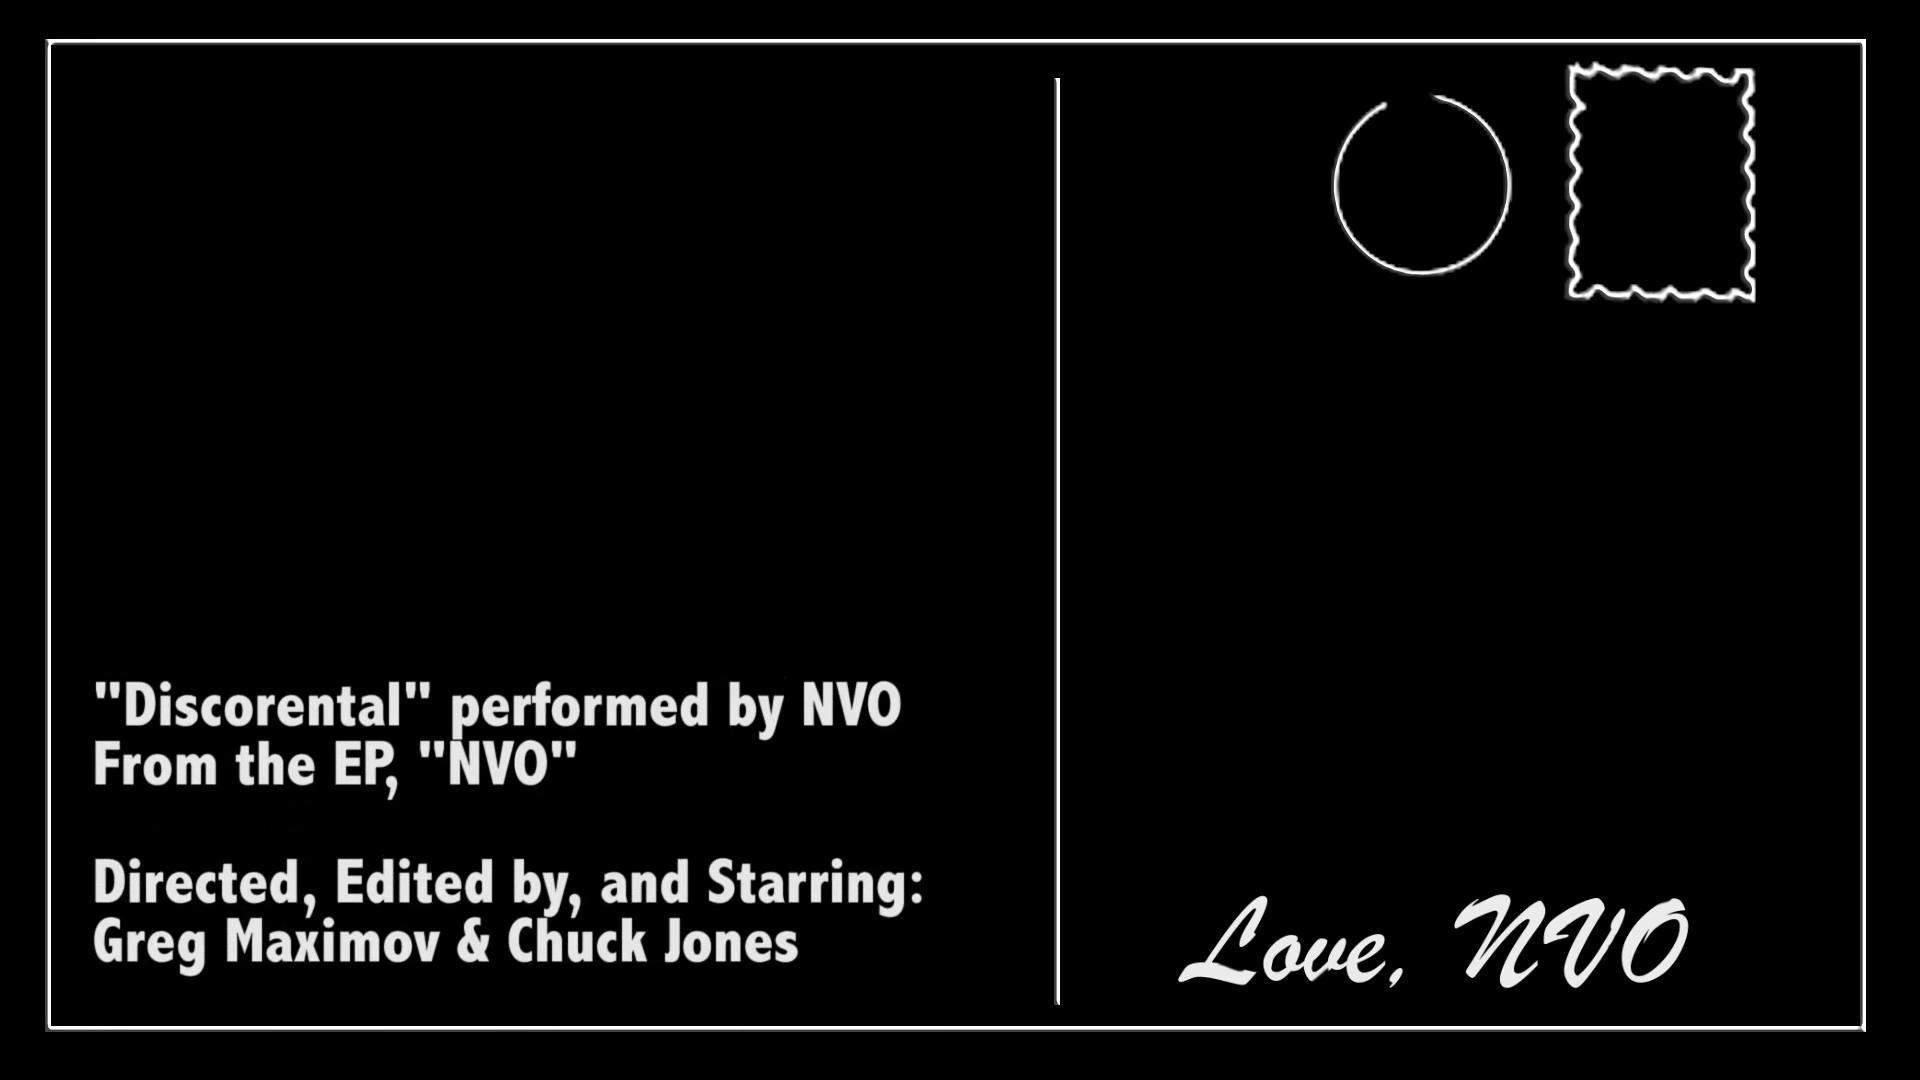 "Discorental" performed by NVO
From the EP, "NVO"
Directed, Edited by, and Starring:
Greg Maximov & Chuck Jones
Love, NVO